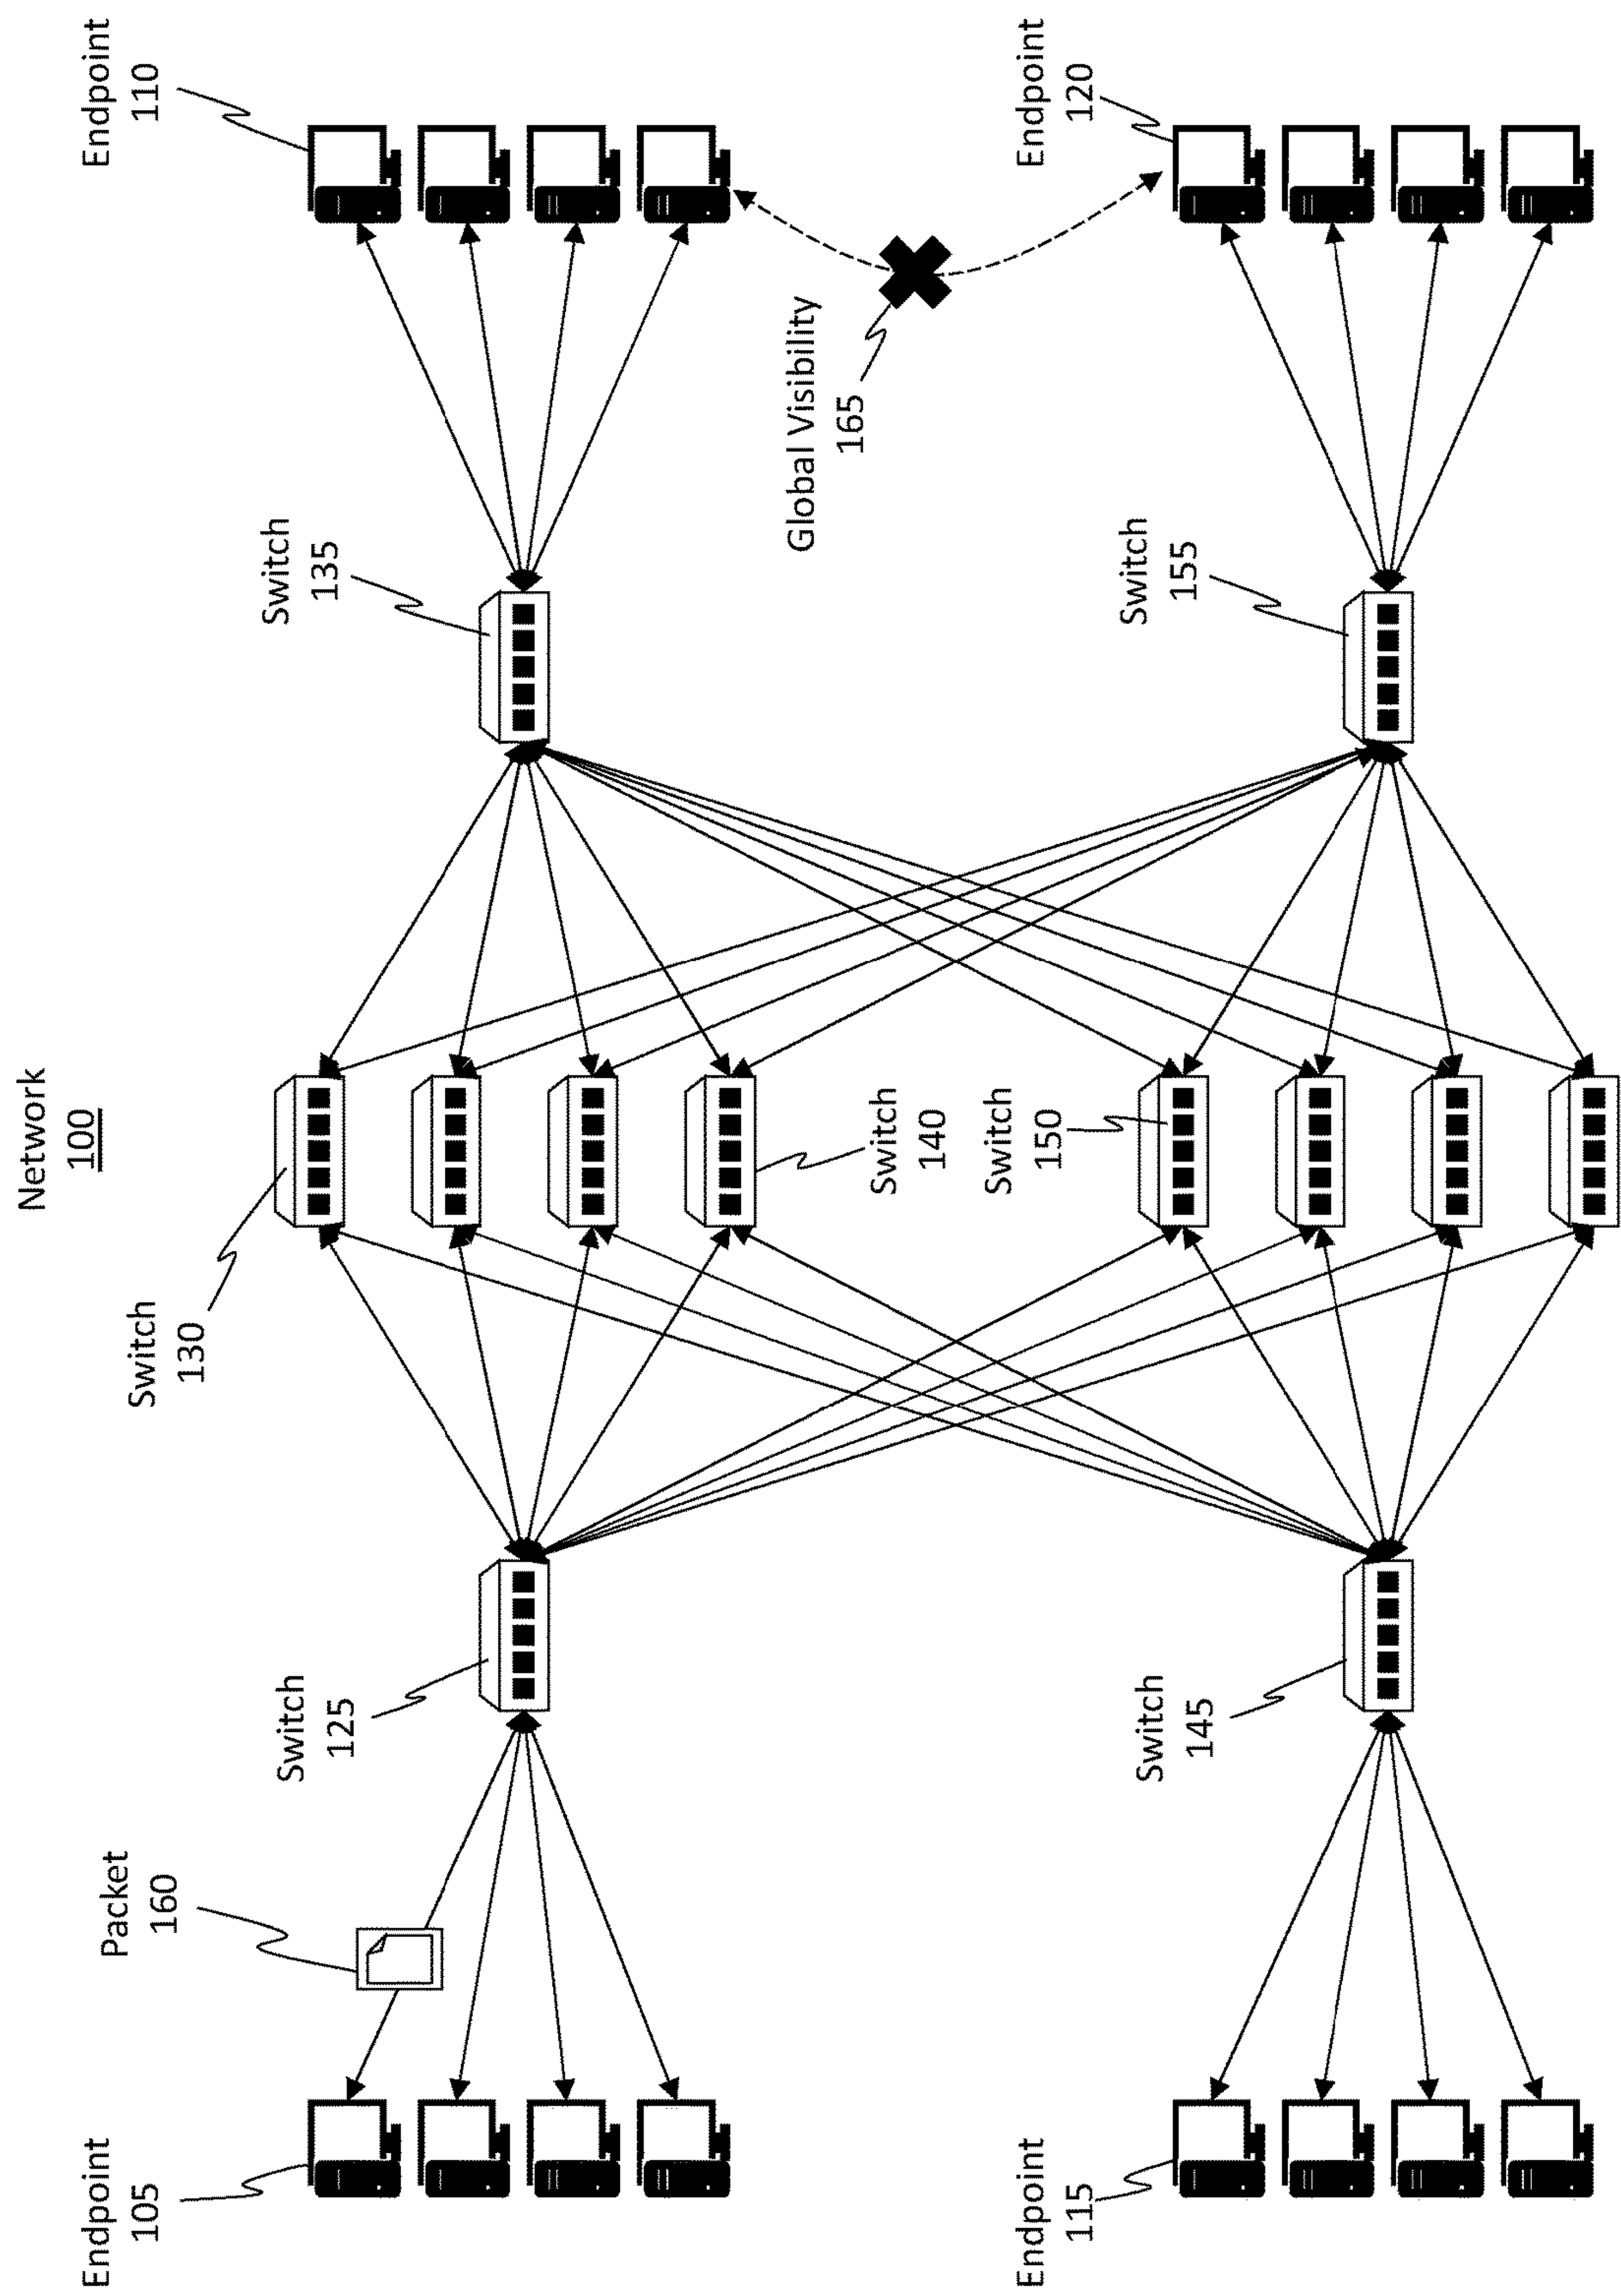 Network
100
Endpoint
105
Packet
160
Switch
130
Endpoint
110
Switch
125
Switch
135
Global Visibility
165
Switch
140
Switch
150
Endpoint
115
Endpoint
120
Switch
145
Switch
155